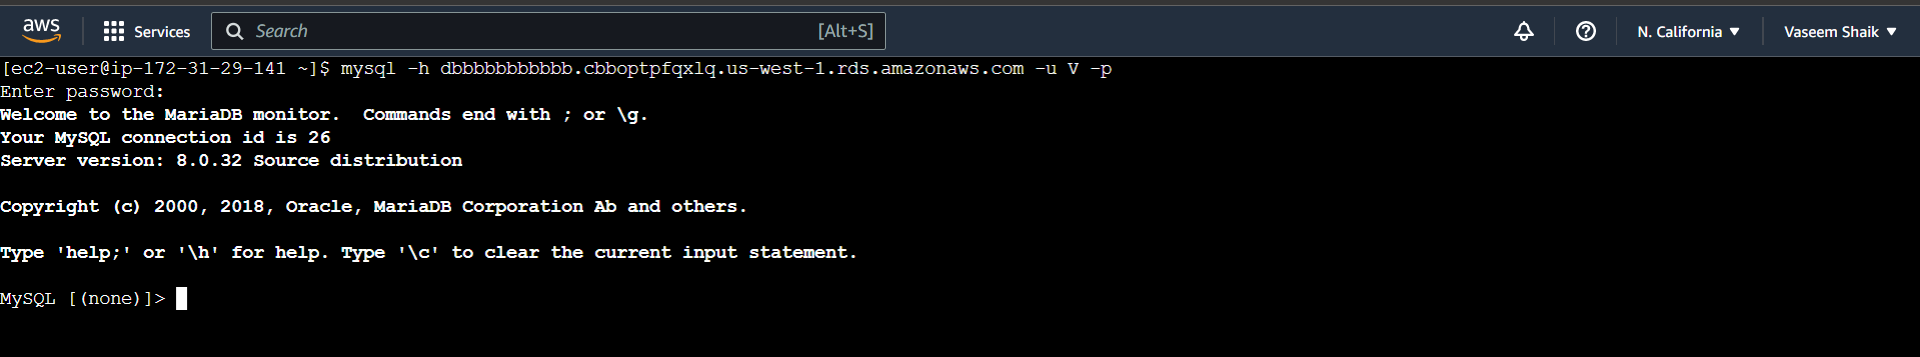 aws Services Search [Alt+S] N. California ▼ Vaseem Shaik ▼
[ec2-user@ip-172-31-29-141 ~]$ mysql -h dbbbbbbbbbbb.cbboptpfqxlq.us-west-1.rds.amazonaws.com -u V -p
Enter password:
Welcome to the MariaDB monitor.  Commands end with ; or \g.
Your MySQL connection id is 26
Server version: 8.0.32 Source distribution
Copyright (c) 2000, 2018, Oracle, MariaDB Corporation Ab and others.
Type 'help;' or '\h' for help. Type '\c' to clear the current input statement.
MySQL [(none)]>